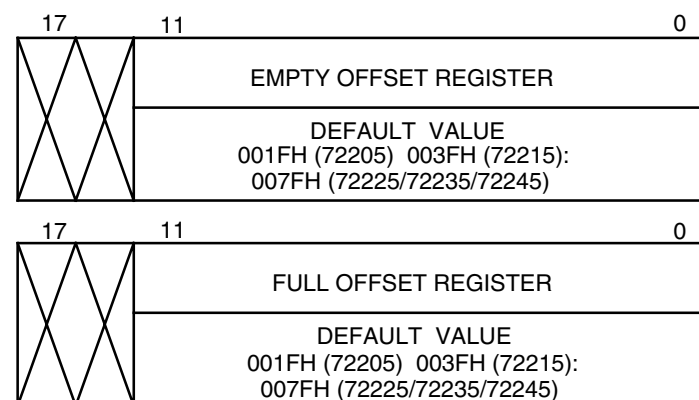 17 11 0
EMPTY OFFSET REGISTER
DEFAULT VALUE
001FH (72205) 003FH (72215):
007FH (72225/72235/72245)
17 11 0
FULL OFFSET REGISTER
DEFAULT VALUE
001FH (72205) 003FH (72215):
007FH (72225/72235/72245)